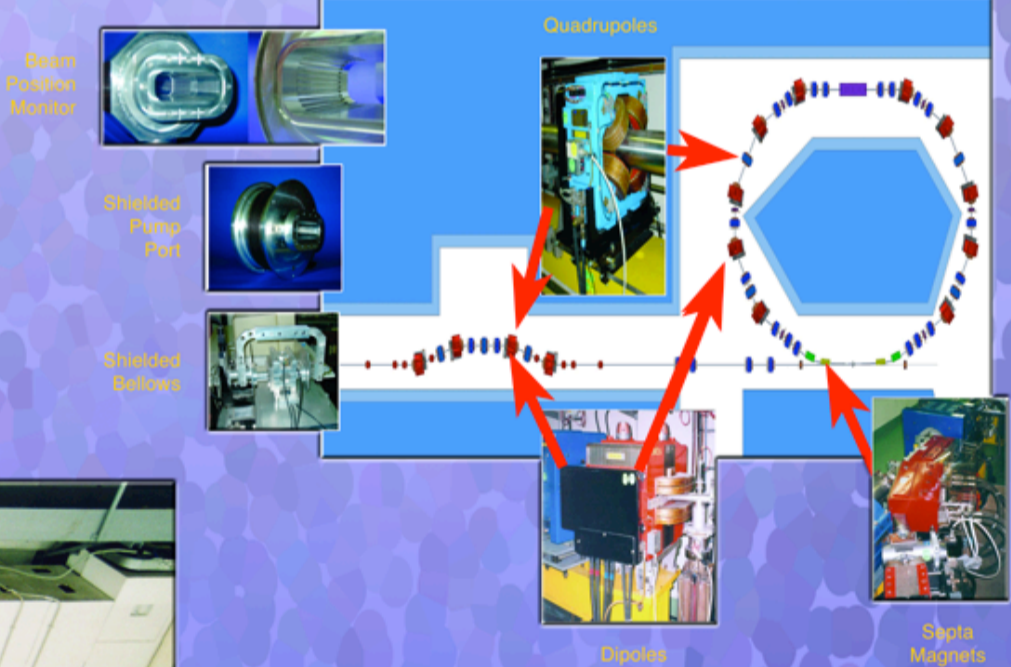 Quadrupoles
Beam
Position
Monitor
Shielded
Pump
Port
Shielded
Bellows
Dipoles
Septa
Magnets